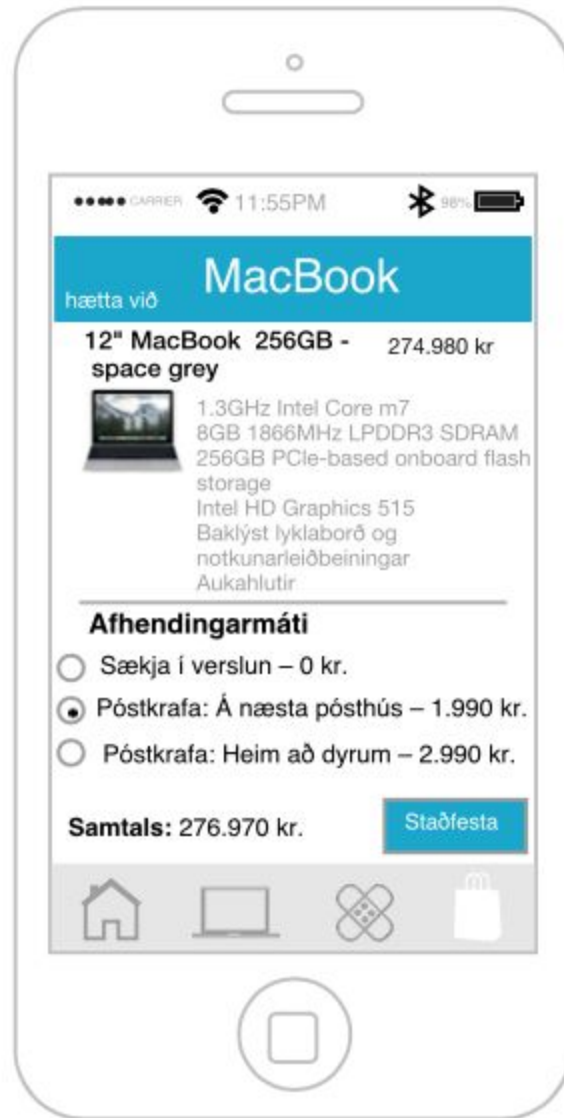 CARRIER 11:55PM 98%
MacBook
hætta við
12" MacBook 256GB - 274.980 kr
space grey
1.3GHz Intel Core m7
8GB 1866MHz LPDDR3 SDRAM
256GB PCIe-based onboard flash
storage
Intel HD Graphics 515
Baklýst lyklaborð og
notkunarleiðbeiningar
Aukahlutir
Afhendingarmáti
Sækja í verslun – 0 kr.
Póstkrafa: Á næsta pósthús – 1.990 kr.
Póstkrafa: Heim að dyrum – 2.990 kr.
Samtals: 276.970 kr. Staðfesta